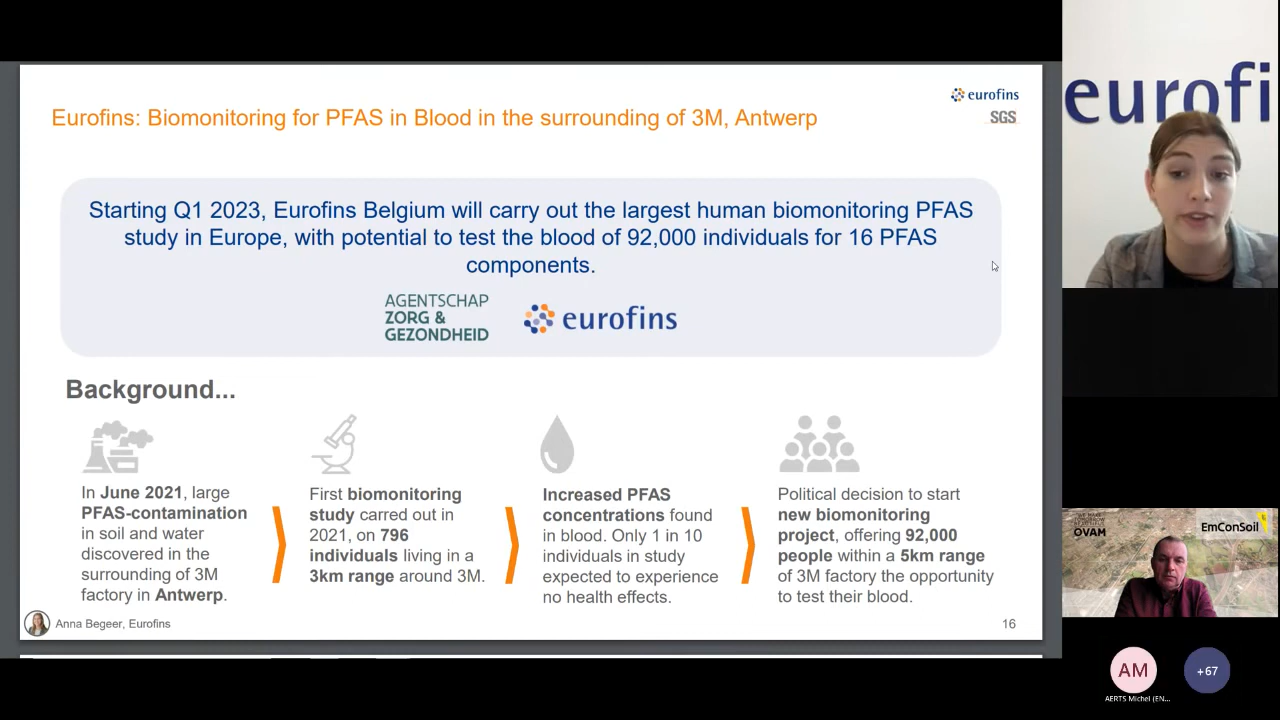 Eurofins: Biomonitoring for PFAS in Blood in the surrounding of 3M, Antwerp
eurofins
SGS
Starting Q1 2023, Eurofins Belgium will carry out the largest human biomonitoring PFAS
study in Europe, with potential to test the blood of 92,000 individuals for 16 PFAS
components.
AGENTSCHAP
ZORG &
GEZONDHEID
eurofins
Background...
In June 2021, large
PFAS-contamination
in soil and water
discovered in the
surrounding of 3M
factory in Antwerp.
First biomonitoring
study carried out in
2021, on 796
individuals living in a
3km range around 3M.
Increased PFAS
concentrations found
in blood. Only 1 in 10
individuals in study
expected to experience
no health effects.
Political decision to start
new biomonitoring
project, offering 92,000
people within a 5km range
of 3M factory the opportunity
to test their blood.
Anna Begeer, Eurofins
16
eurofi
OVAM
EmConSoil
AM
+67
AERTS Michel (EN...